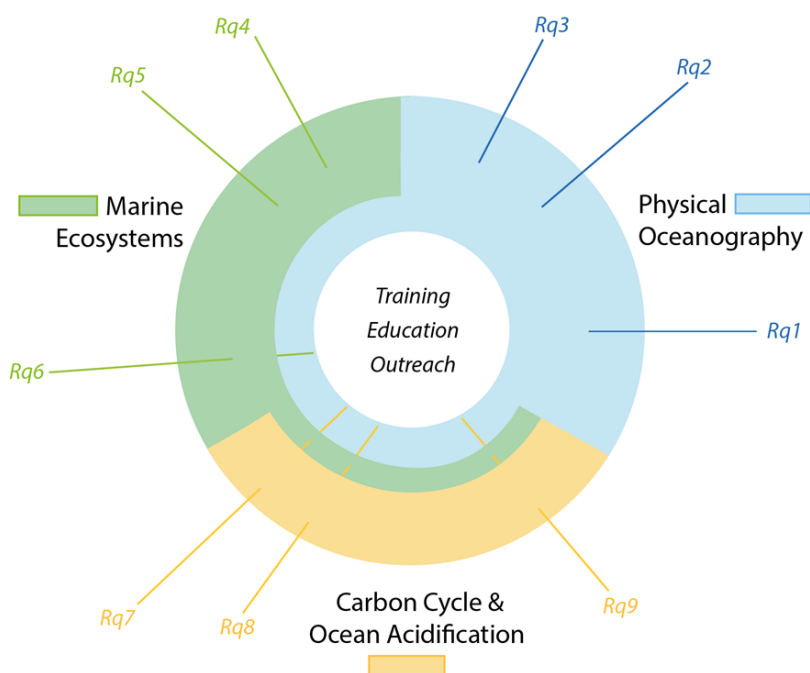 Rq4
Rq3
Rq2
Rq5
Marine
Ecosystems
Physical
Oceanography
Training
Education
Outreach
Rq1
Rq6
Rq7
Rq8
Rq9
Carbon Cycle &
Ocean Acidification